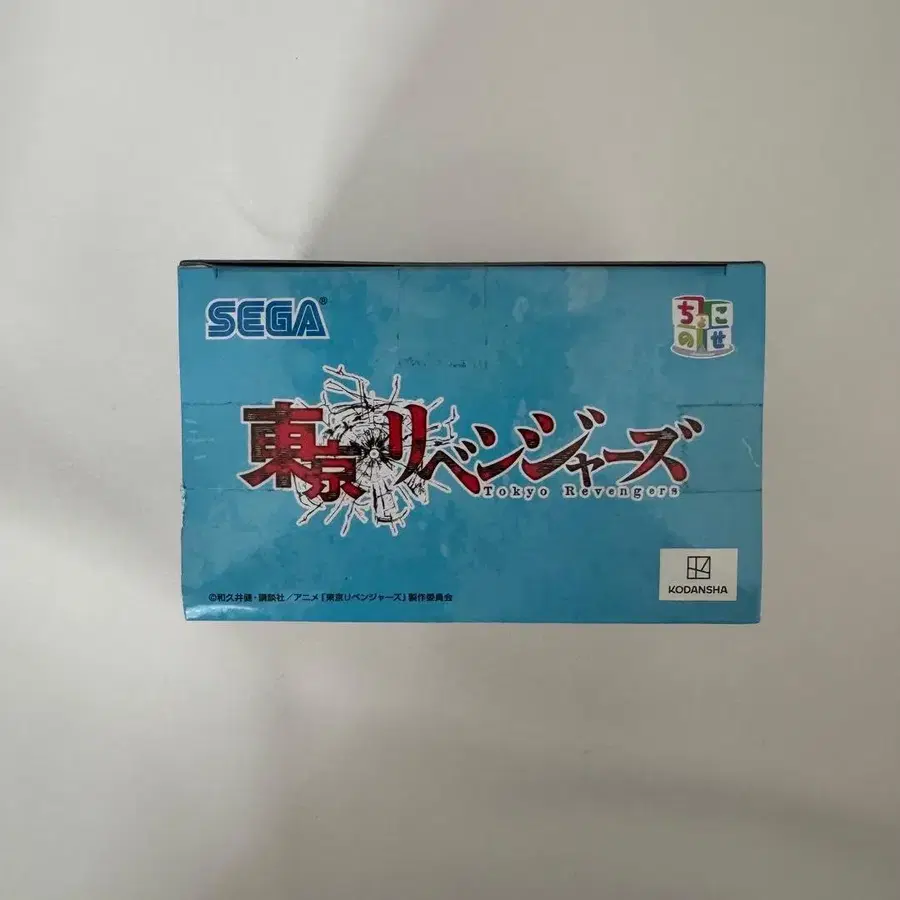 SEGA®
ちょこのせ
東京リベンジャーズ
Tokyo Revengers
KODANSHA
©和久井健・講談社／アニメ「東京リベンジャーズ」製作委員会